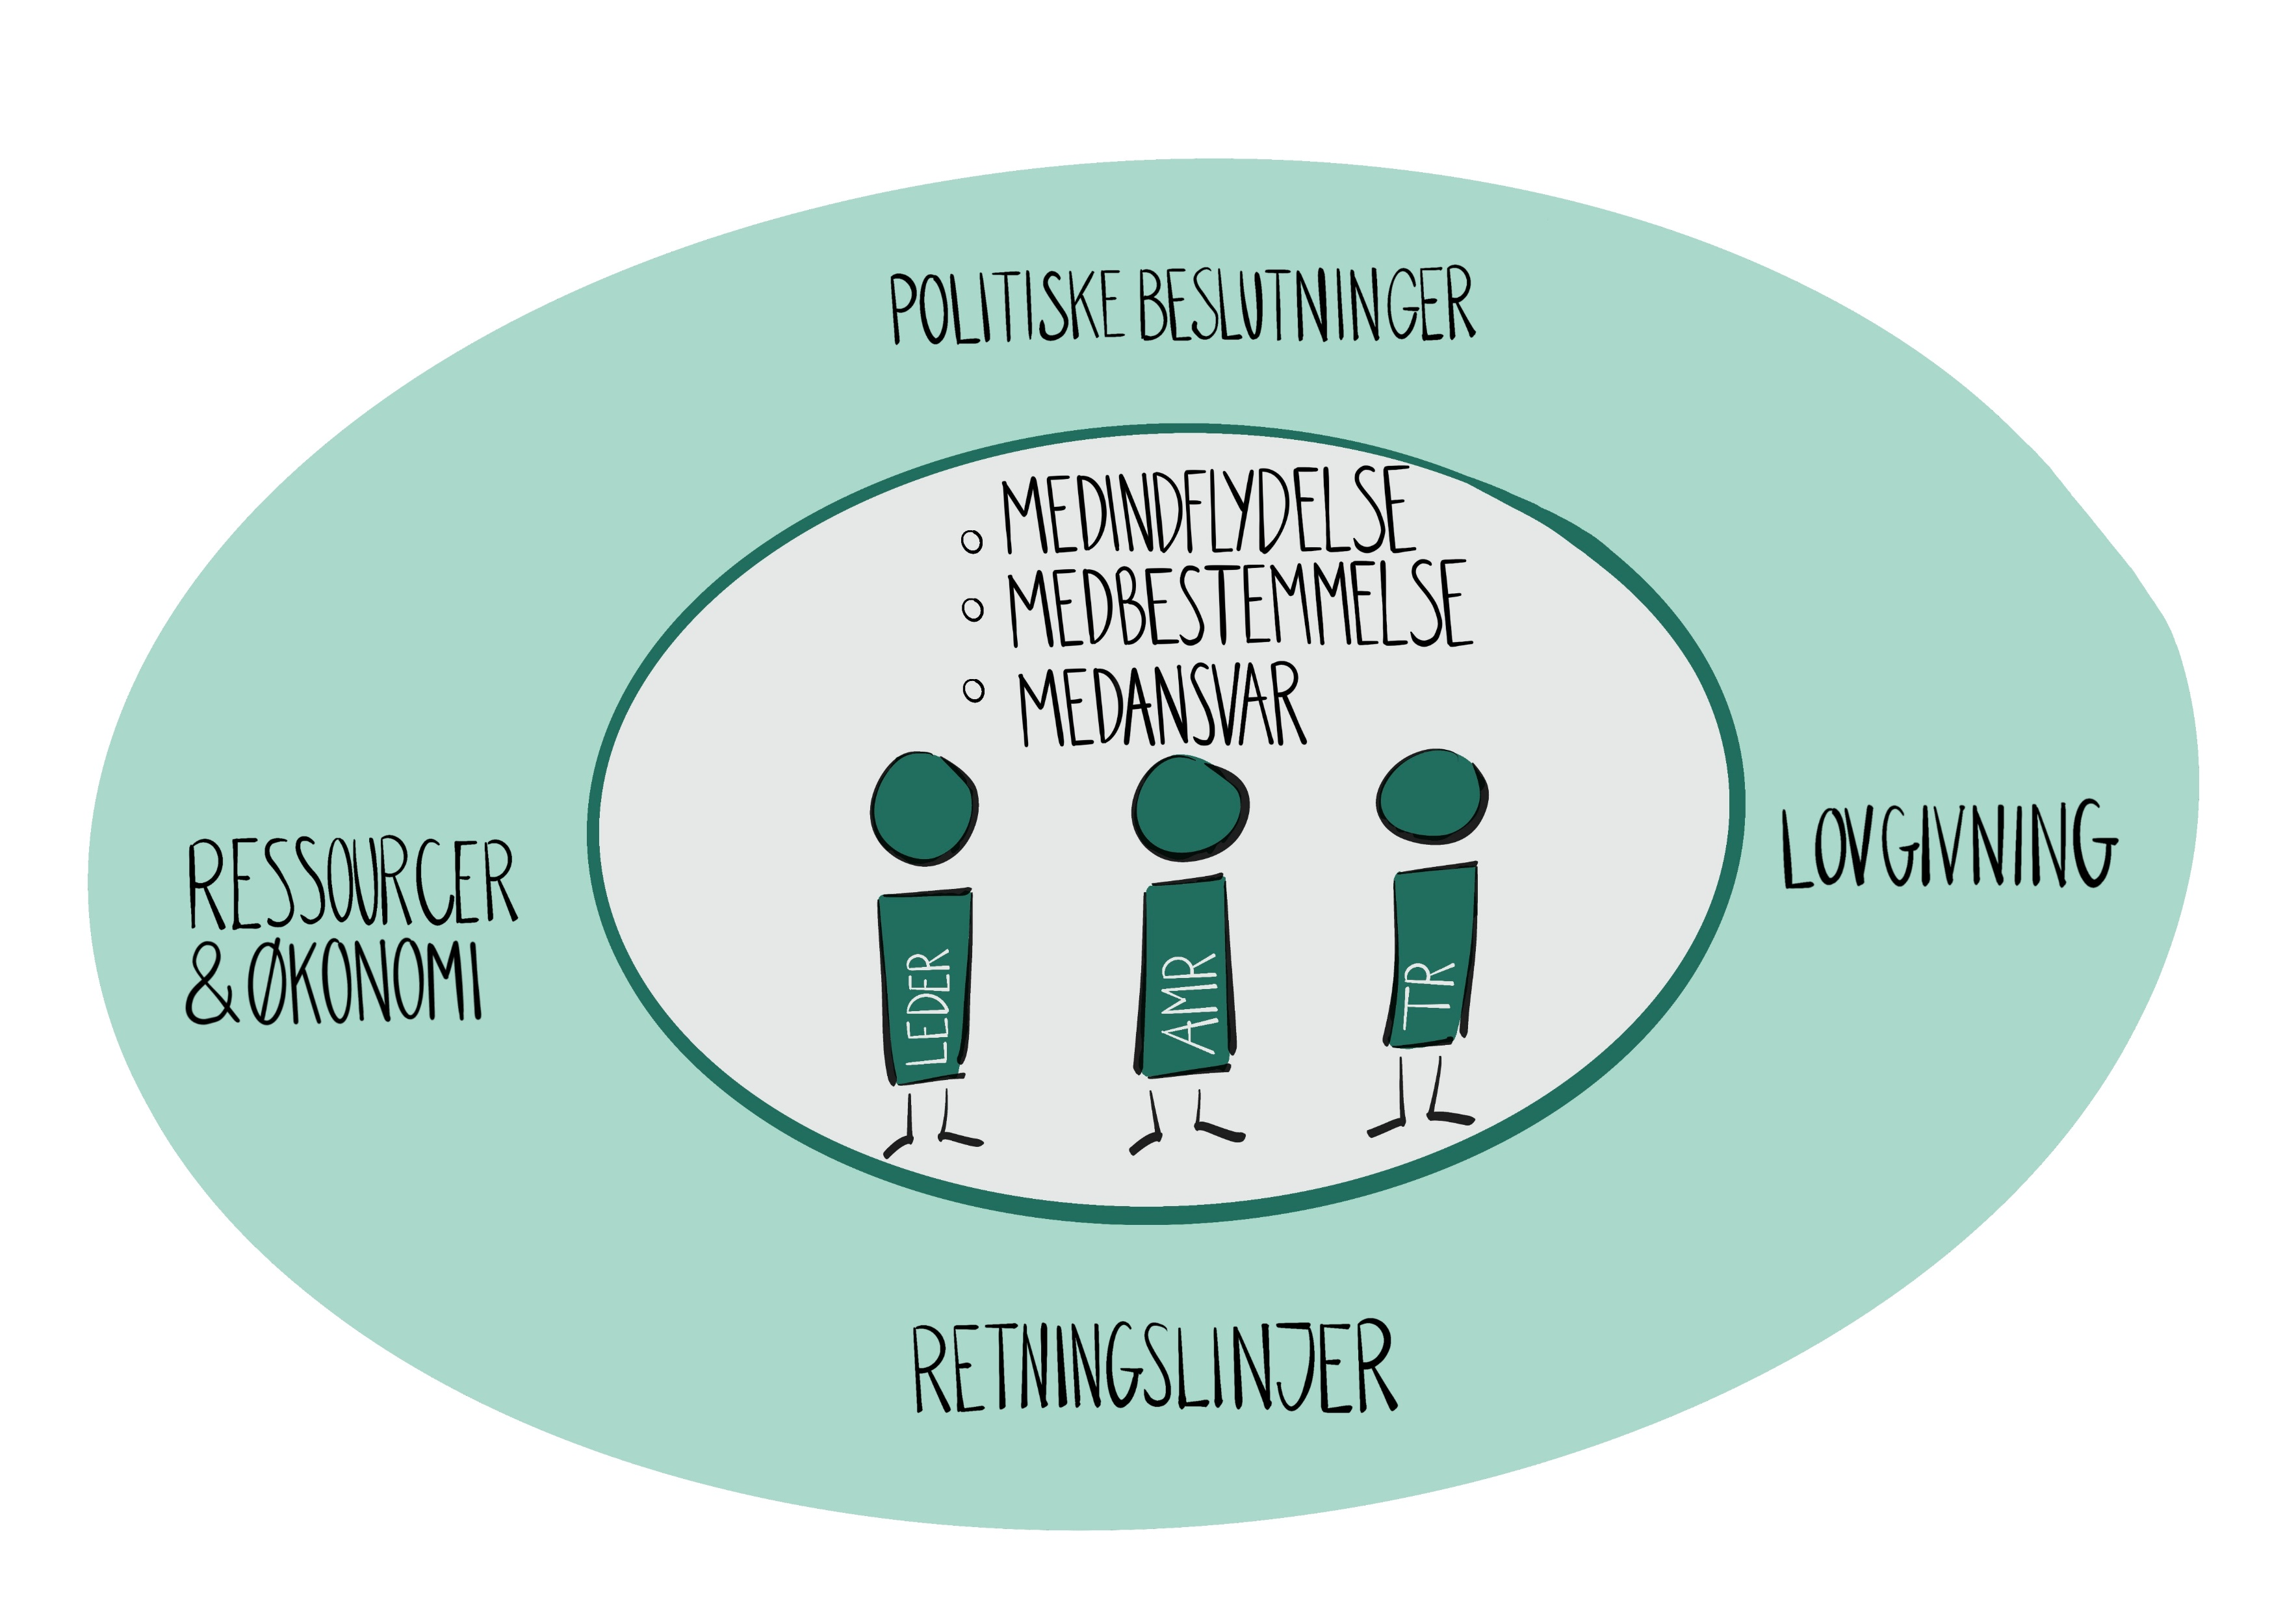 POLITISKE BESLUTNINGER
MEDINDFLYDELSE
MEDBESTEMMELSE
MEDANSVAR
RESSOURCER
& ØKONOMI
LOVGIVNING
LEDER
AMR
TR
RETNINGSLINJER